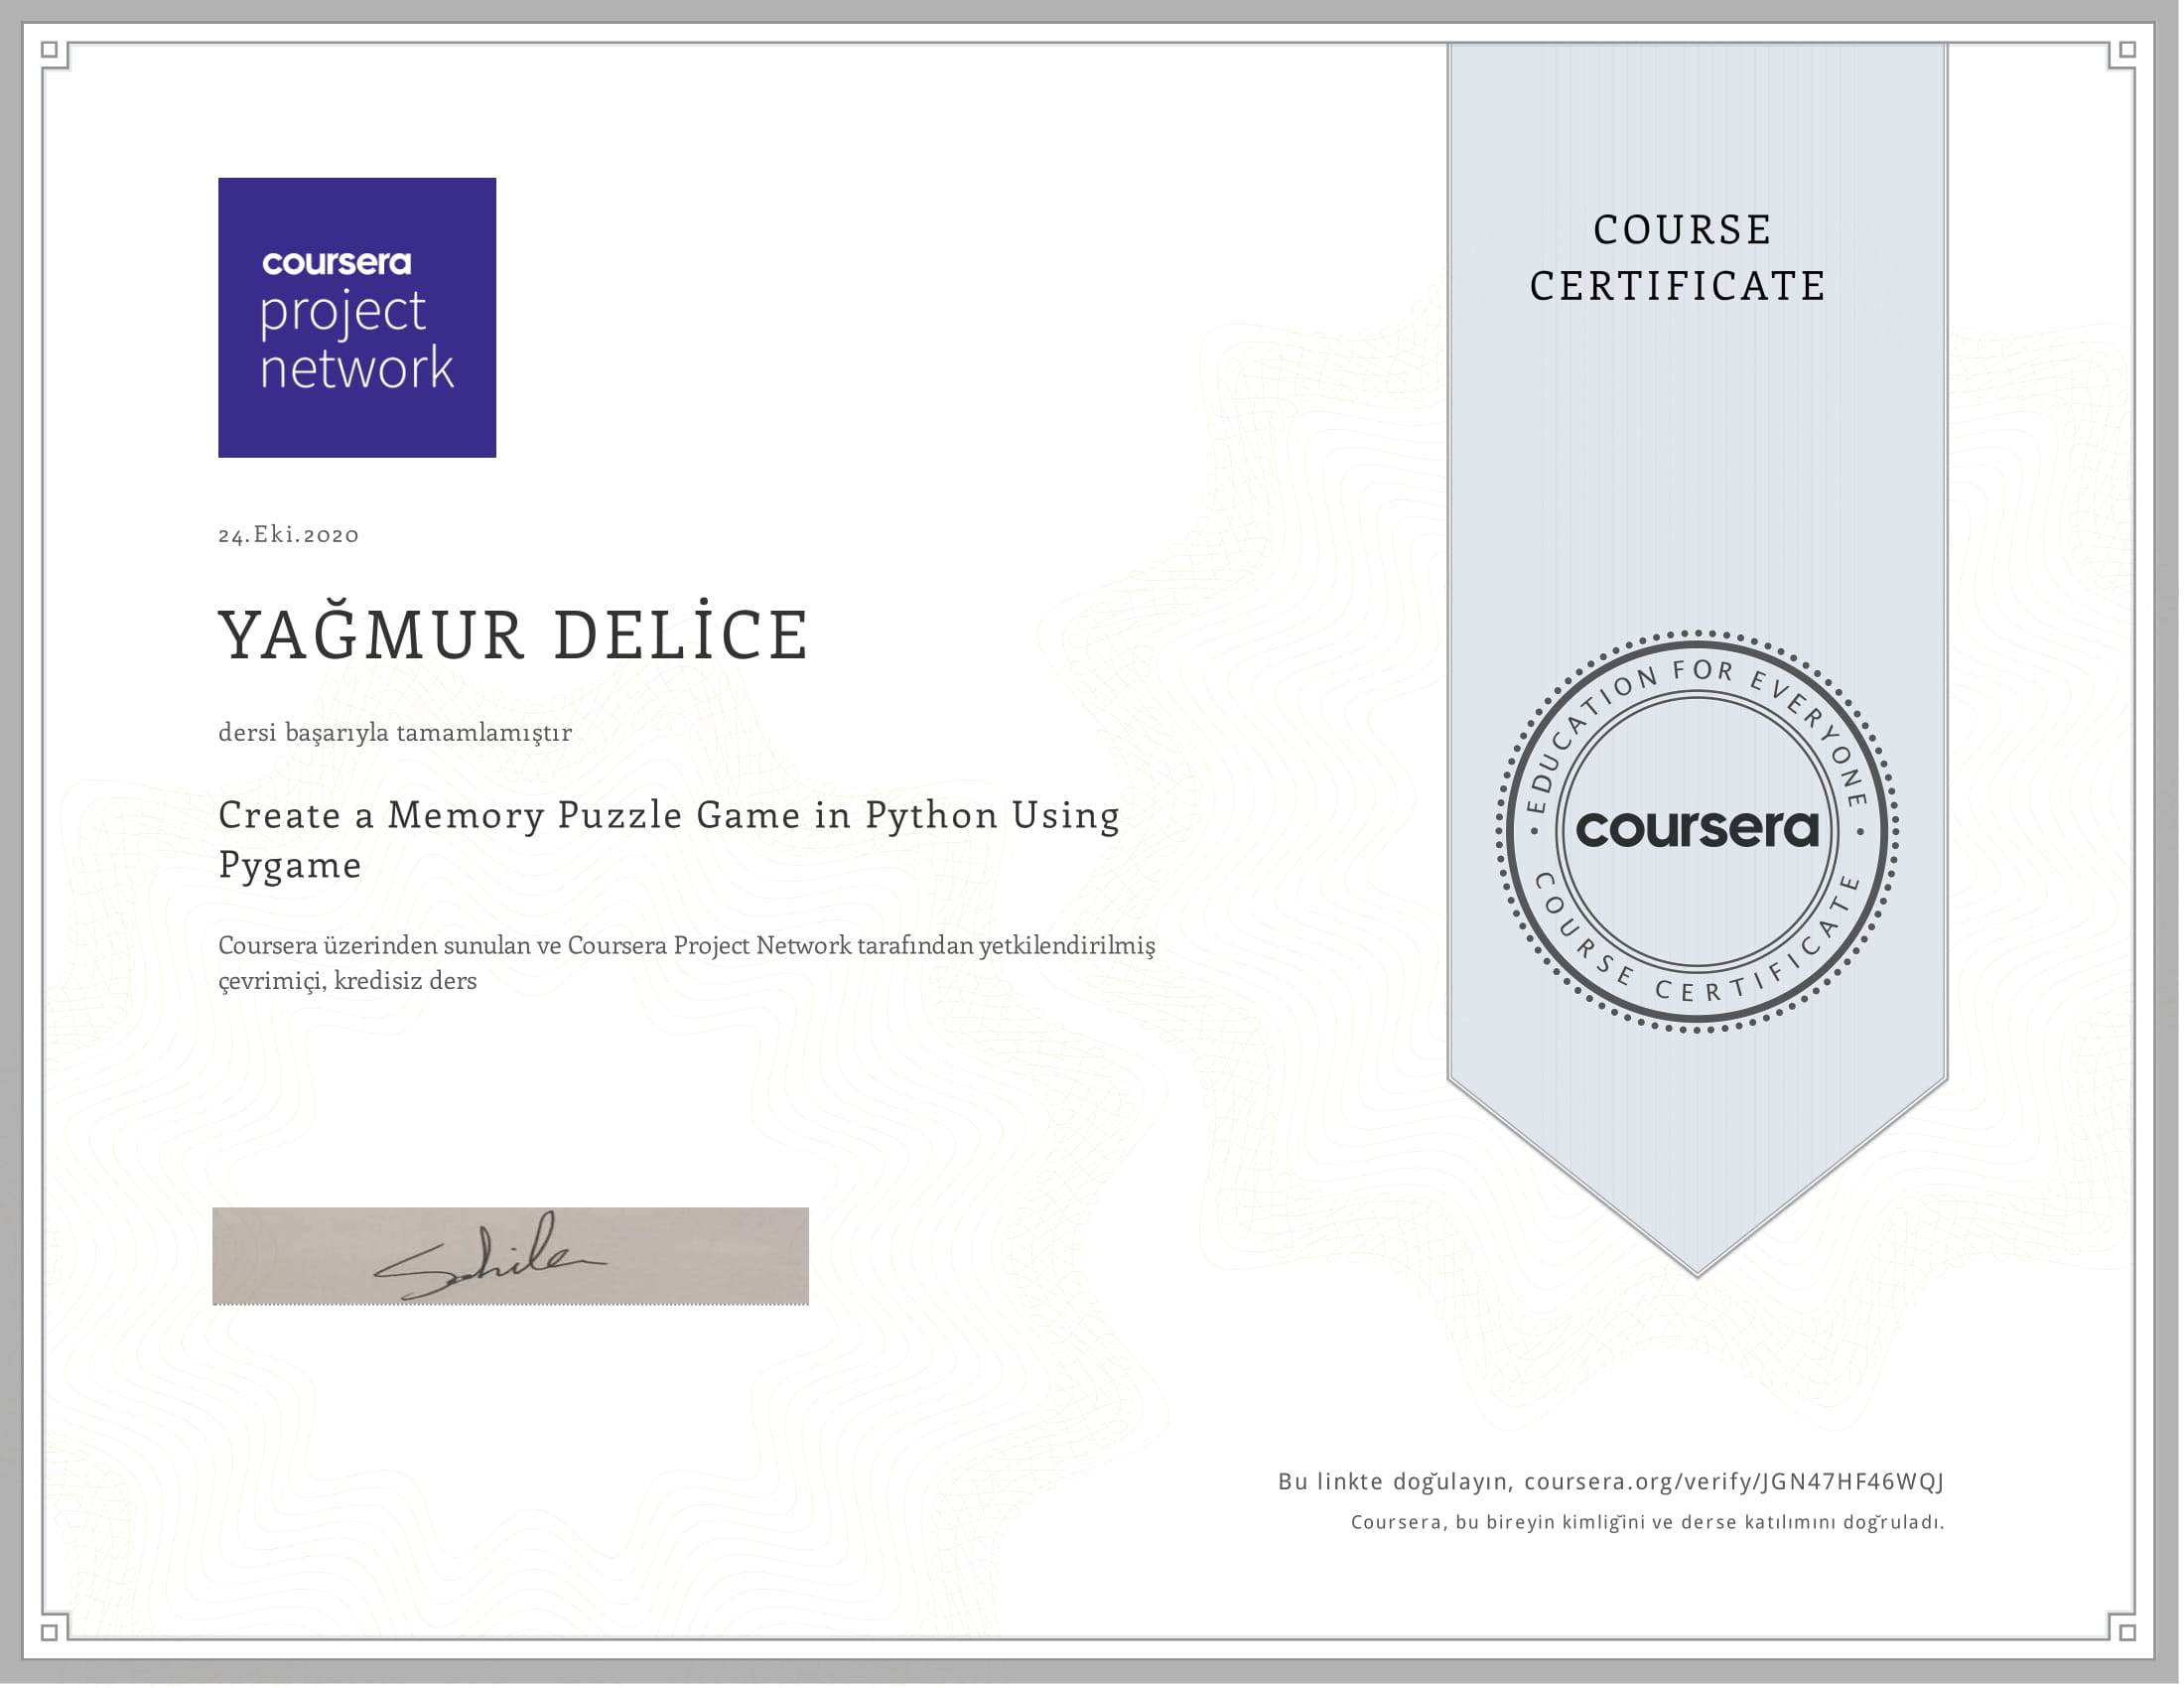 coursera
project
network
COURSE
CERTIFICATE
24.Eki.2020
YAĞMUR DELİCE
dersi başarıyla tamamlamıştır
Create a Memory Puzzle Game in Python Using
Pygame
Coursera üzerinden sunulan ve Coursera Project Network tarafından yetkilendirilmiş
çevrimiçi, kredisiz ders
• EDUCATION FOR EVERYONE •
coursera
COURSE CERTIFICATE
Bu linkte doğulayın, coursera.org/verify/JGN47HF46WQJ
Coursera, bu bireyin kimliğini ve derse katılımını doğruladı.